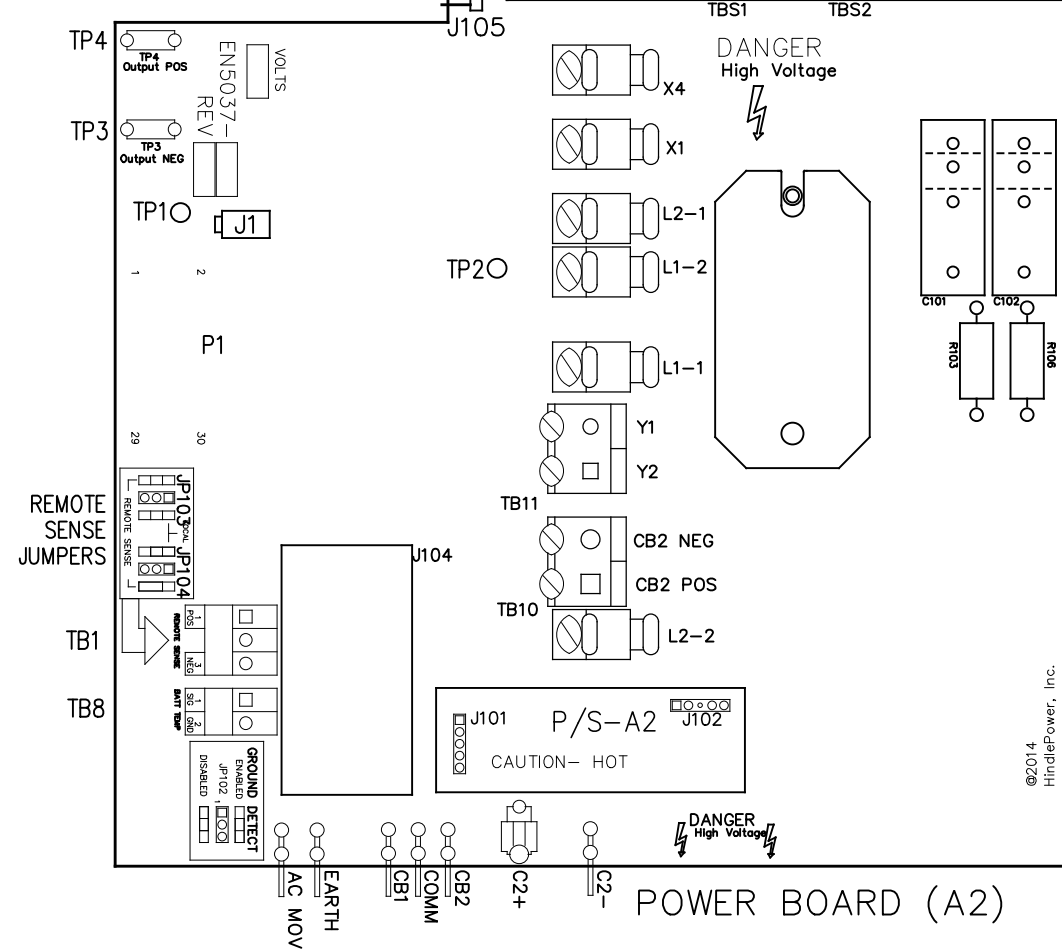 TBS1
TBS2
J105
TP4
TP4
Output POS
TP3
TP3
Output NEG
VOLTS
EN5037-
REV
TP1
J1
1
2
P1
29
30
DANGER
High Voltage
X4
X1
L2-1
TP2
L1-2
L1-1
Y1
Y2
TB11
CB2 NEG
CB2 POS
TB10
L2-2
C101
C102
R103
R106
REMOTE
SENSE
JUMPERS
REMOTE SENSE
JP103
LOCAL
JP104
J104
TB1
REMOTE SENSE
1
POS
3
NEG
TB8
BATT TEMP
1
SIG
2
GND
GROUND DETECT
ENABLED
JP102
1
DISABLED
J101
P/S-A2
J102
CAUTION- HOT
DANGER
High Voltage
AC MOV
EARTH
CB1
COMM
CB2
C2+
C2-
POWER BOARD (A2)
©2014
HindlePower, Inc.